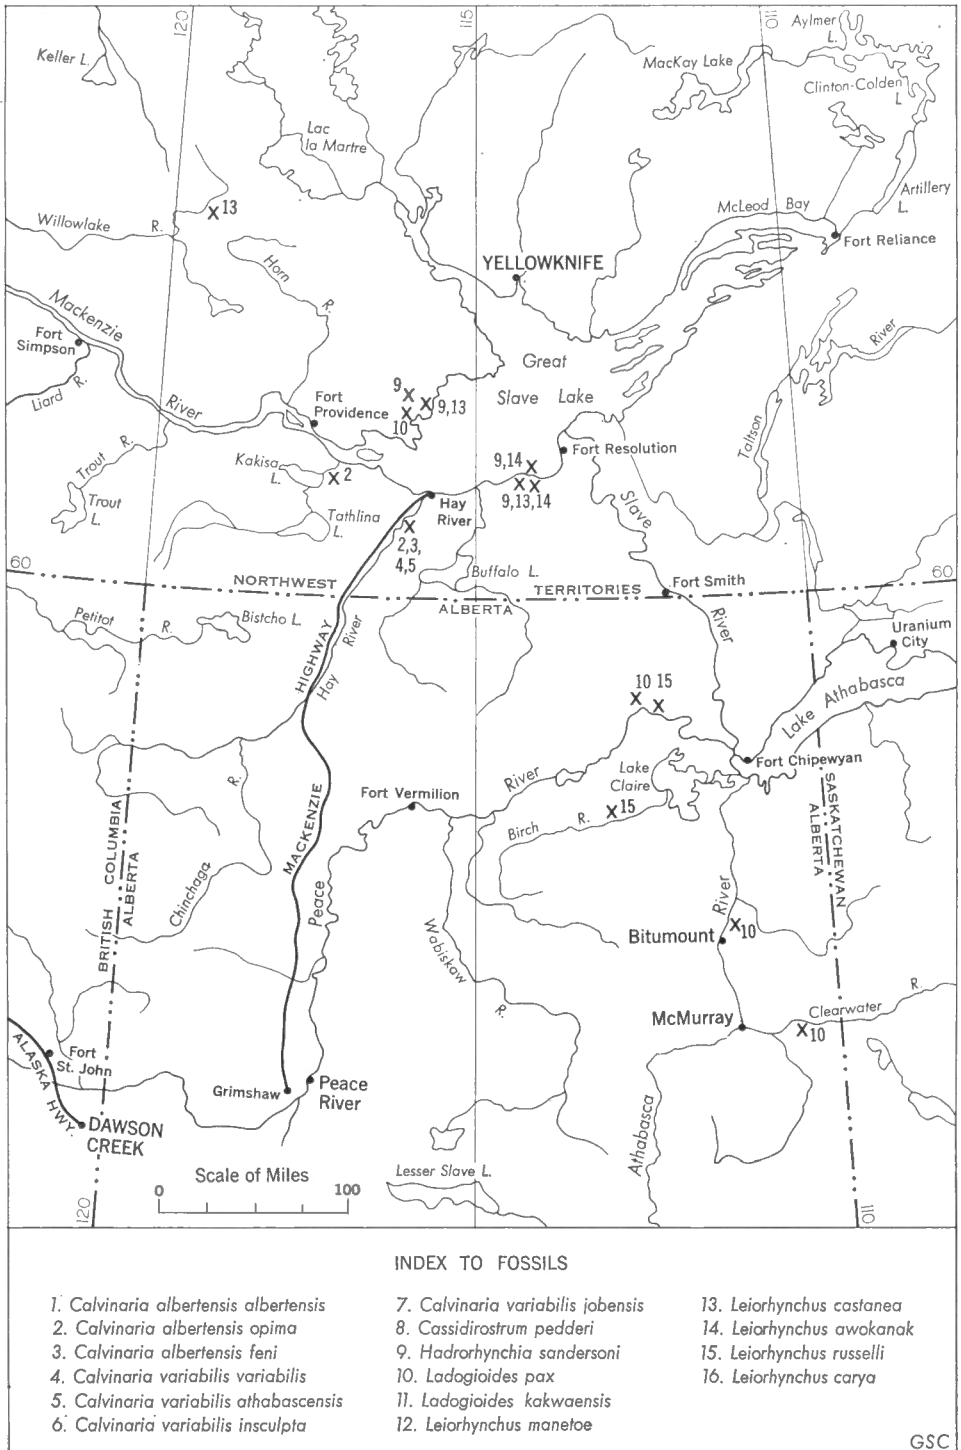 120
115
110
Keller L.
Aylmer
L.
MacKay Lake
Clinton-Colden
L
Lac
la Martre
Artillery
L.
13
Willowlake R.
McLeod Bay
Fort Reliance
Horn
R.
YELLOWKNIFE
Mackenzie
River
Fort
Simpson
Liard R.
Great
Slave Lake
River
Taltson
Fort
Providence
9
9,13
10
Trout R.
Trout
L.
Kakisa
L.
2
Tathlina
L.
Hay
River
9,14
9,13,14
Fort Resolution
Slave
River
2,3,
4,5
Buffalo L.
60
60
NORTHWEST TERRITORIES
ALBERTA
Fort Smith
Petitot R.
Bistcho L.
Uranium
City
HIGHWAY
Hay
River
10 15
Lake Athabasca
Fort Chipewyan
R.
Chinchaga
MACKENZIE
Fort Vermilion
River
Lake
Claire
15
Birch R.
BRITISH COLUMBIA
ALBERTA
SASKATCHEWAN
ALBERTA
Peace
Wabiskaw
R.
River
Bitumount
10
McMurray
Clearwater
R.
10
ALASKA HWY.
Fort
St. John
DAWSON
CREEK
Grimshaw
Peace
River
Athabasca
Lesser Slave L.
Scale of Miles
0 100
120
110
INDEX TO FOSSILS
1. Calvinaria albertensis albertensis
2. Calvinaria albertensis opima
3. Calvinaria albertensis feni
4. Calvinaria variabilis variabilis
5. Calvinaria variabilis athabascensis
6. Calvinaria variabilis insculpta
7. Calvinaria variabilis jobensis
8. Cassidirostrum pedderi
9. Hadrorhynchia sandersoni
10. Ladogioides pax
11. Ladogioides kakwaensis
12. Leiorhynchus manetoe
13. Leiorhynchus castanea
14. Leiorhynchus awokanak
15. Leiorhynchus russelli
16. Leiorhynchus carya
GSC